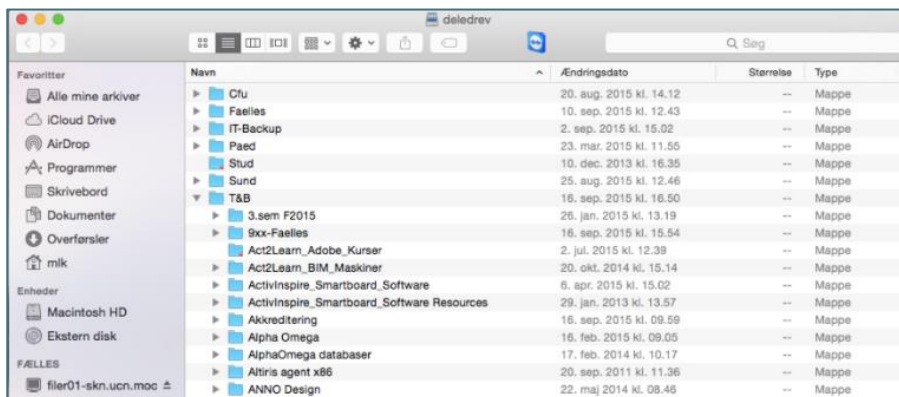 deledrev
Søg
Favoritter
Alle mine arkiver
iCloud Drive
AirDrop
Programmer
Skrivebord
Dokumenter
Overførsler
mlk
Enheder
Macintosh HD
Ekstern disk
FÆLLES
filer01-skn.ucn.moc
Navn Ændringsdato Størrelse Type
Cfu 20. aug. 2015 kl. 14.12 -- Mappe
Faelles 10. sep. 2015 kl. 12.43 -- Mappe
IT-Backup 2. sep. 2015 kl. 15.02 -- Mappe
Paed 23. mar. 2015 kl. 11.55 -- Mappe
Stud 10. dec. 2013 kl. 16.35 -- Mappe
Sund 25. aug. 2015 kl. 12.46 -- Mappe
T&B 16. sep. 2015 kl. 16.50 -- Mappe
3.sem F2015 26. jan. 2015 kl. 13.19 -- Mappe
9xx-Faelles 16. sep. 2015 kl. 15.54 -- Mappe
Act2Learn_Adobe_Kurser 2. jul. 2015 kl. 12.39 -- Mappe
Act2Learn_BIM_Maskiner 20. okt. 2014 kl. 15.14 -- Mappe
ActivInspire_Smartboard_Software 6. apr. 2015 kl. 15.02 -- Mappe
ActivInspire_Smartboard_Software Resources 29. jan. 2013 kl. 13.57 -- Mappe
Akkreditering 16. sep. 2015 kl. 09.59 -- Mappe
Alpha Omega 16. feb. 2015 kl. 09.05 -- Mappe
AlphaOmega databaser 17. feb. 2014 kl. 10.17 -- Mappe
Altiris agent x86 20. sep. 2011 kl. 11.36 -- Mappe
ANNO Design 22. maj 2014 kl. 08.46 -- Mappe